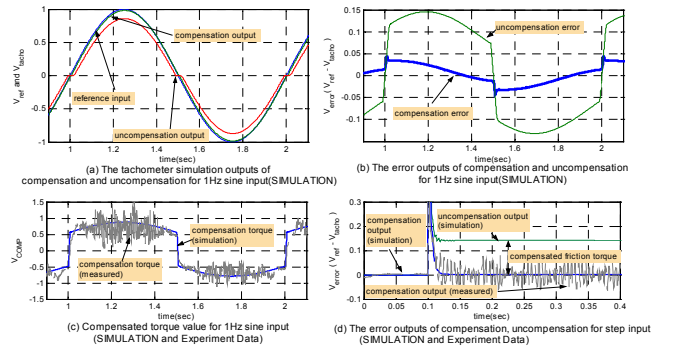 1
0.5
0
-0.5
-1
V_ref and V_tacho
compensation output
reference input
uncompensation output
1
1.2
1.4
1.6
1.8
2
time(sec)
(a) The tachometer simulation outputs of
compensation and uncompensation for 1Hz sine input(SIMULATION)
0.15
0.1
0.05
0
-0.05
-0.1
V_error ( V_ref - V_tacho )
uncompensation error
compensation error
1
1.2
1.4
1.6
1.8
2
time(sec)
(b) The error outputs of compensation and uncompensation
for 1Hz sine input(SIMULATION)
1.5
1
0.5
0
-0.5
-1
-1.5
V_COMP
compensation torque
(simulation)
compensation torque
(measured)
1
1.2
1.4
1.6
1.8
2
time(sec)
(c) Compensated torque value for 1Hz sine input
(SIMULATION and Experiment Data)
0.3
0.2
0.1
0
0.1
V_error ( V_ref - V_tacho )
compensation
output
(simulation)
uncompensation output
(simulation)
compensated friction torque
compensation output (measured)
0
0.05
0.1
0.15
0.2
0.25
0.3
0.35
0.4
time(sec)
(d) The error outputs of compensation, uncompensation for step input
(SIMULATION and Experiment Data)